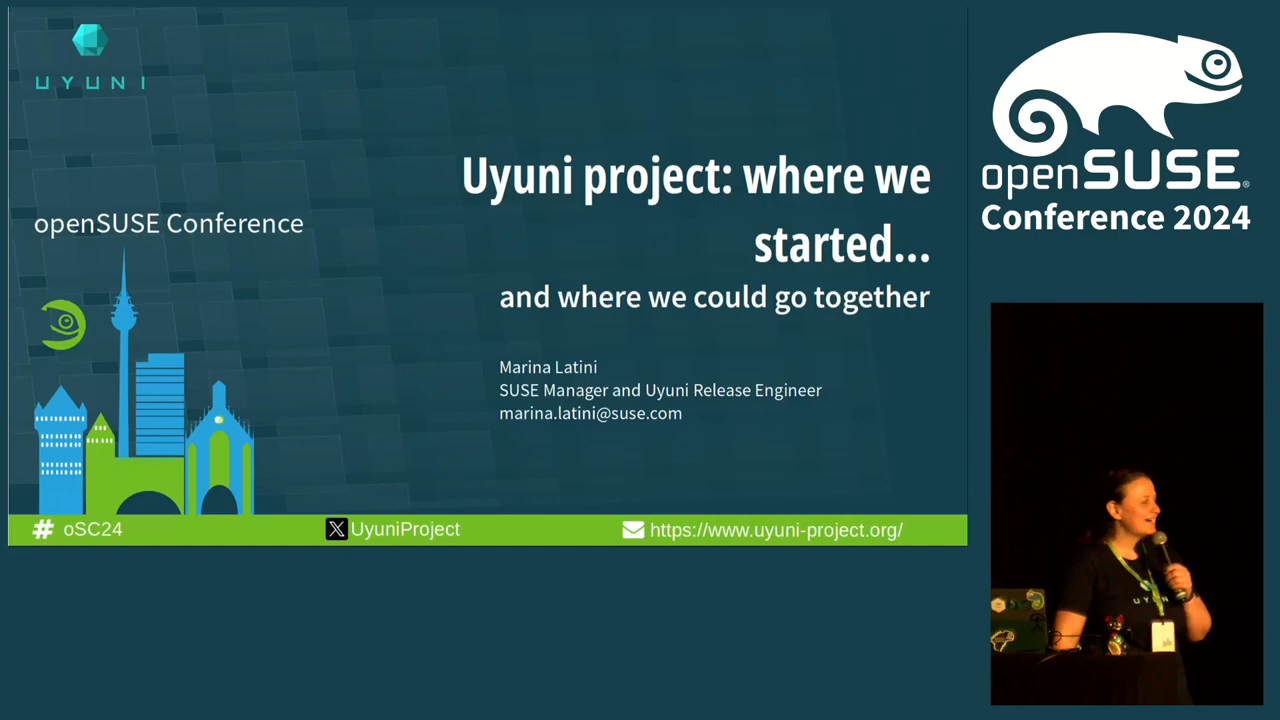 UYUNI
openSUSE Conference
Uyuni project: where we
started...
and where we could go together
Marina Latini
SUSE Manager and Uyuni Release Engineer
marina.latini@suse.com
# oSC24
X UyuniProject
https://www.uyuni-project.org/
openSUSE®
Conference 2024
UYUNI